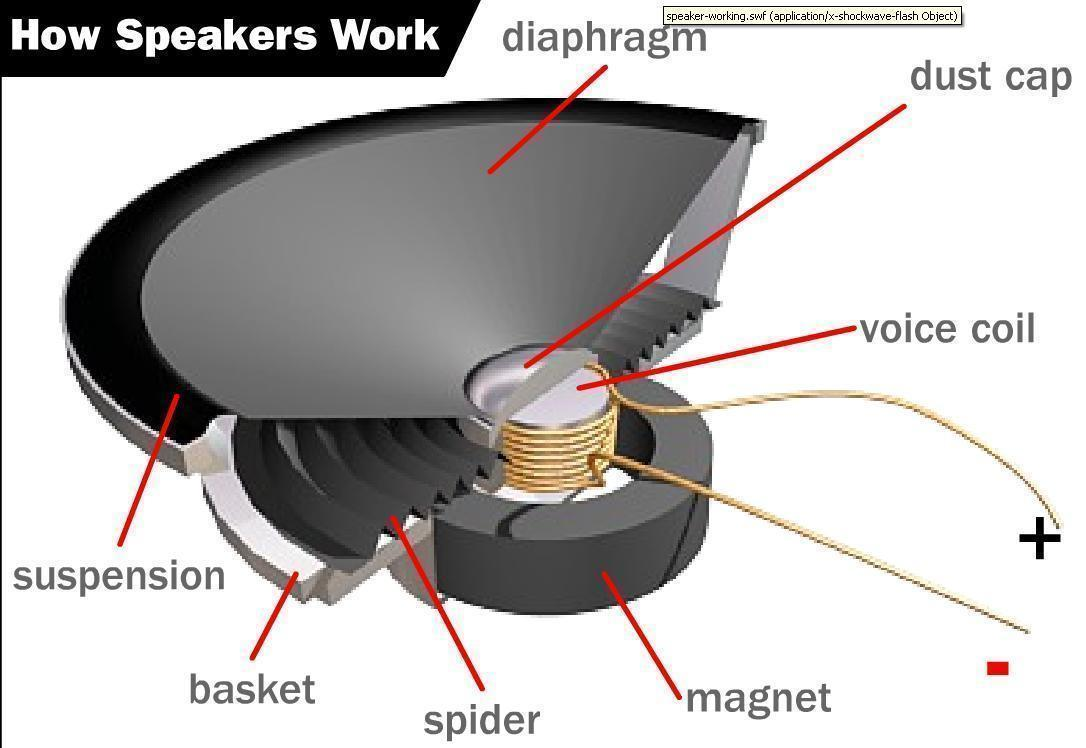 How Speakers Work
speaker-working.swf (application/x-shockwave-flash Object)
diaphragm
dust cap
voice coil
+
-
suspension
basket
spider
magnet